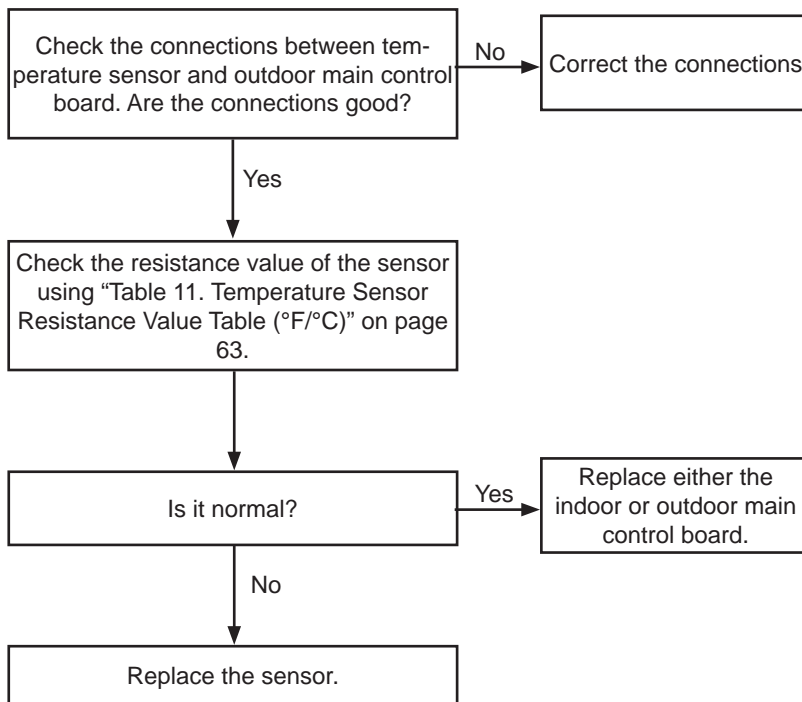 Check the connections between tem-
perature sensor and outdoor main control
board. Are the connections good?
No
Correct the connections.
Yes
Check the resistance value of the sensor
using “Table 11. Temperature Sensor
Resistance Value Table (°F/°C)” on page
63.
Is it normal?
Yes
Replace either the
indoor or outdoor main
control board.
No
Replace the sensor.